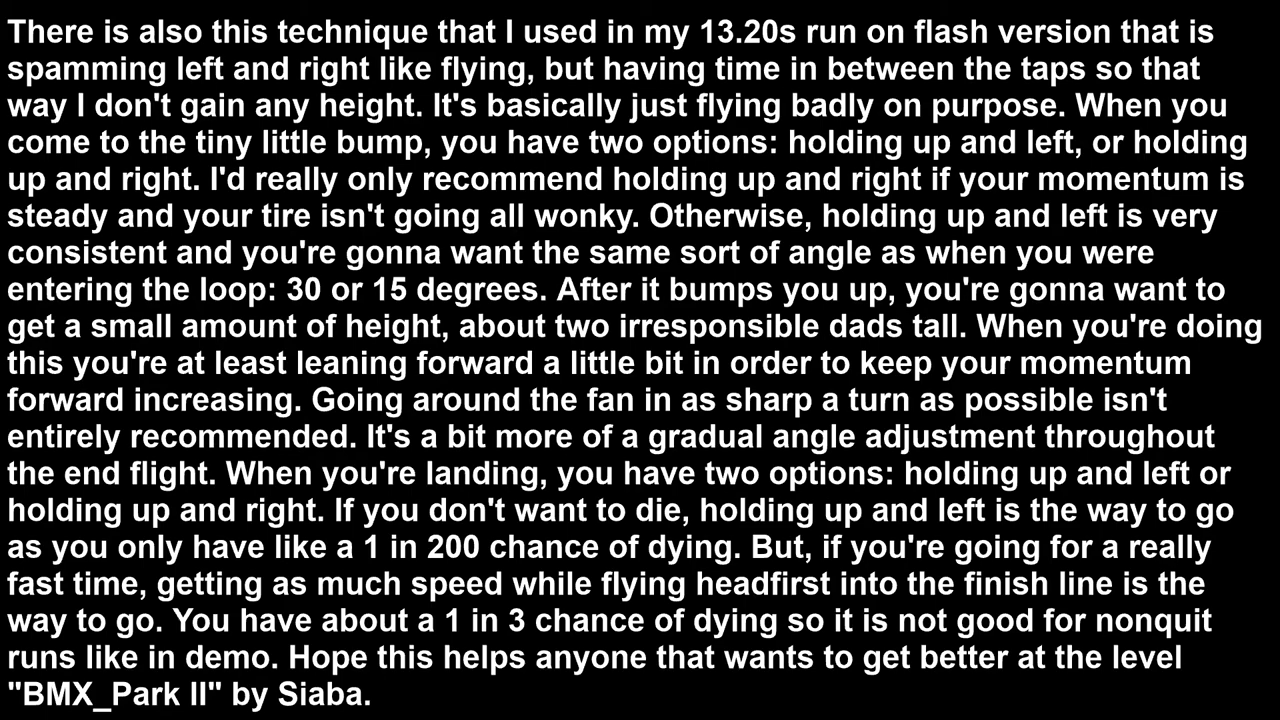 There is also this technique that I used in my 13.20s run on flash version that is
spamming left and right like flying, but having time in between the taps so that
way I don't gain any height. It's basically just flying badly on purpose. When you
come to the tiny little bump, you have two options: holding up and left, or holding
up and right. I'd really only recommend holding up and right if your momentum is
steady and your tire isn't going all wonky. Otherwise, holding up and left is very
consistent and you're gonna want the same sort of angle as when you were
entering the loop: 30 or 15 degrees. After it bumps you up, you're gonna want to
get a small amount of height, about two irresponsible dads tall. When you're doing
this you're at least leaning forward a little bit in order to keep your momentum
forward increasing. Going around the fan in as sharp a turn as possible isn't
entirely recommended. It's a bit more of a gradual angle adjustment throughout
the end flight. When you're landing, you have two options: holding up and left or
holding up and right. If you don't want to die, holding up and left is the way to go
as you only have like a 1 in 200 chance of dying. But, if you're going for a really
fast time, getting as much speed while flying headfirst into the finish line is the
way to go. You have about a 1 in 3 chance of dying so it is not good for nonquit
runs like in demo. Hope this helps anyone that wants to get better at the level
"BMX_Park II" by Siaba.